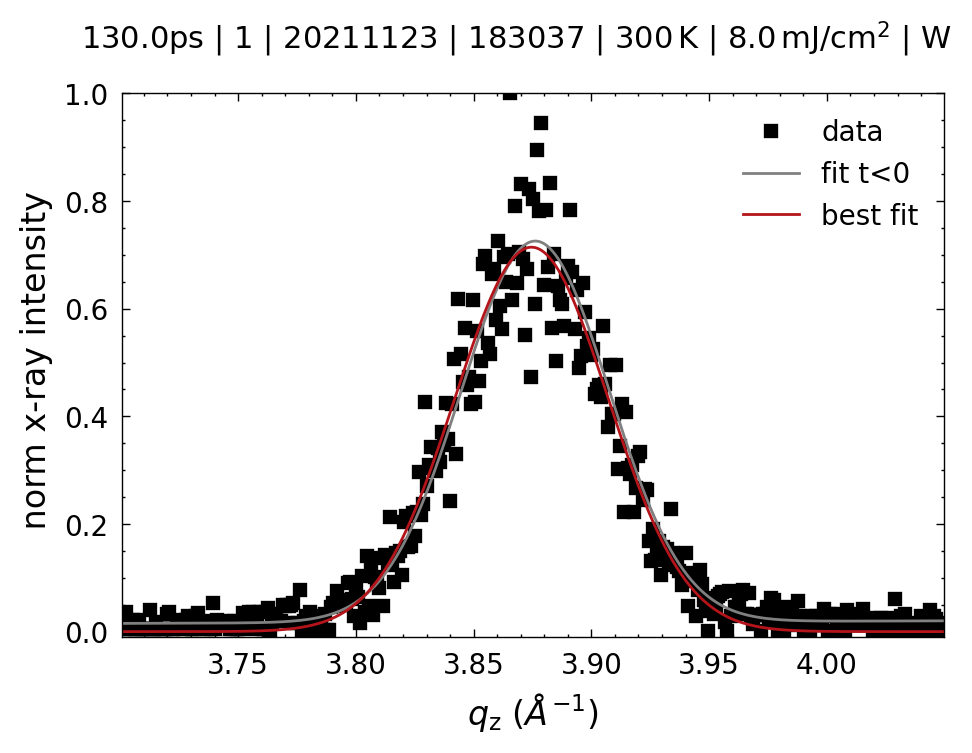 130.0ps | 1 | 20211123 | 183037 | 300 K | 8.0 mJ/cm² | W
1.0
0.8
0.6
0.4
0.2
0.0
norm x-ray intensity
data
fit t<0
best fit
3.75 3.80 3.85 3.90 3.95 4.00
q_z (Å⁻¹)